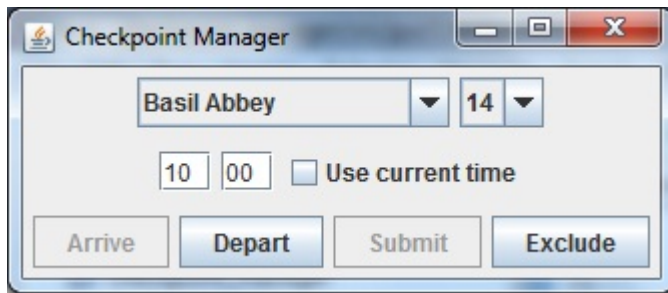 Checkpoint Manager
Basil Abbey 14
10 00 Use current time
Arrive Depart Submit Exclude